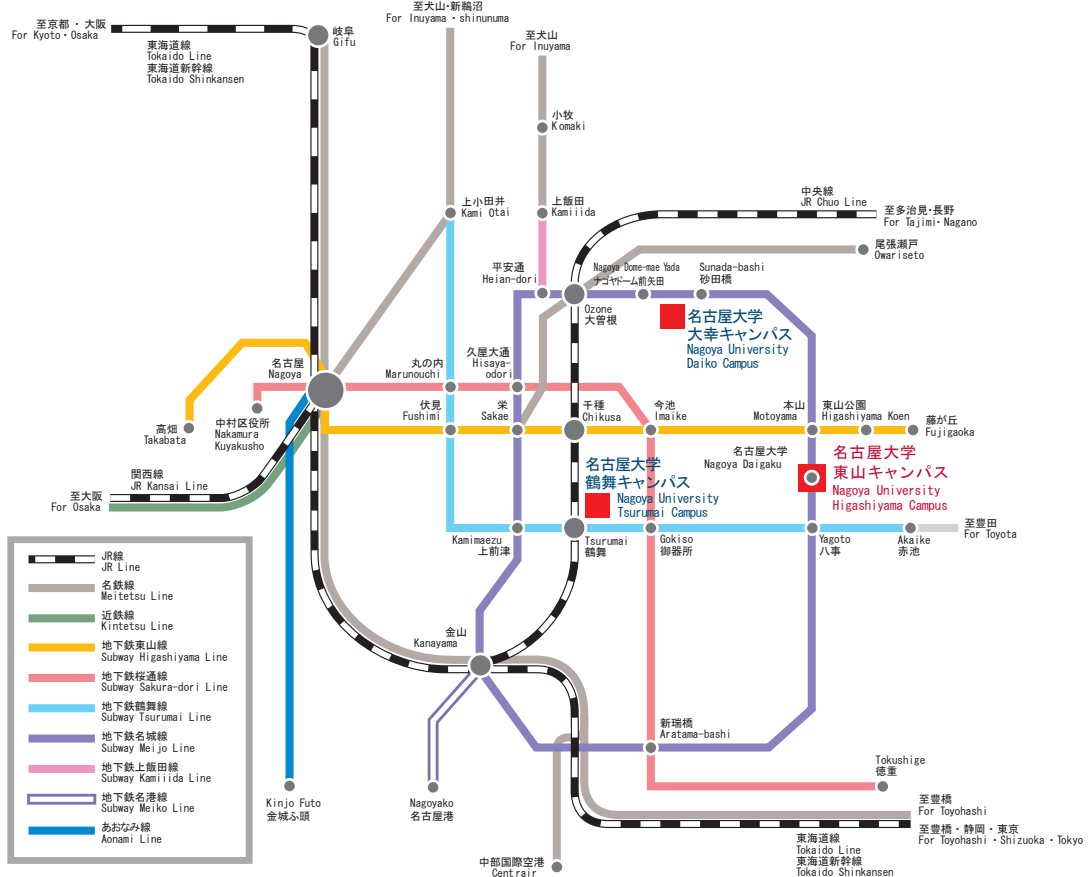 至京都・大阪
For Kyoto・Osaka
東海道線
Tokaido Line
東海道新幹線
Tokaido Shinkansen
岐阜
Gifu
至犬山・新鵜沼
For Inuyama・shinunuma
至犬山
For Inuyama
小牧
Komaki
上小田井
Kami Otai
上飯田
Kamiiida
中央線
JR Chuo Line
至多治見・長野
For Tajimi・Nagano
尾張瀬戸
Owariseto
平安通
Heian-dori
Nagoya Dome-mae Yada
ナゴヤドーム前矢田
Sunada-bashi
砂田橋
Ozone
大曽根
名古屋大学
大幸キャンパス
Nagoya University
Daiko Campus
名古屋
Nagoya
丸の内
Marunouchi
久屋大通
Hisaya-
odori
高畑
Takabata
中村区役所
Nakamura
Kuyakusho
伏見
Fushimi
栄
Sakae
千種
Chikusa
今池
Imaike
本山
Motoyama
東山公園
Higashiyama Koen
藤が丘
Fujigaoka
関西線
JR Kansai Line
至大阪
For Osaka
名古屋大学
鶴舞キャンパス
Nagoya University
Tsurumai Campus
名古屋大学
Nagoya Daigaku
名古屋大学
東山キャンパス
Nagoya University
Higashiyama Campus
Kamimaezu
上前津
Tsurumai
鶴舞
Gokiso
御器所
Yagoto
八事
Akaike
赤池
至豊田
For Toyota
JR線
JR Line
名鉄線
Meitetsu Line
近鉄線
Kintetsu Line
地下鉄東山線
Subway Higashiyama Line
地下鉄桜通線
Subway Sakura-dori Line
地下鉄鶴舞線
Subway Tsurumai Line
地下鉄名城線
Subway Meijo Line
地下鉄上飯田線
Subway Kamiiida Line
地下鉄名港線
Subway Meiko Line
あおなみ線
Aonami Line
金山
Kanayama
新瑞橋
Aratama-bashi
Kinjo Futo
金城ふ頭
Nagoyako
名古屋港
Tokushige
徳重
至豊橋
For Toyohashi
至豊橋・静岡・東京
For Toyohashi・Shizuoka・Tokyo
東海道線
Tokaido Line
東海道新幹線
Tokaido Shinkansen
中部国際空港
Centrair